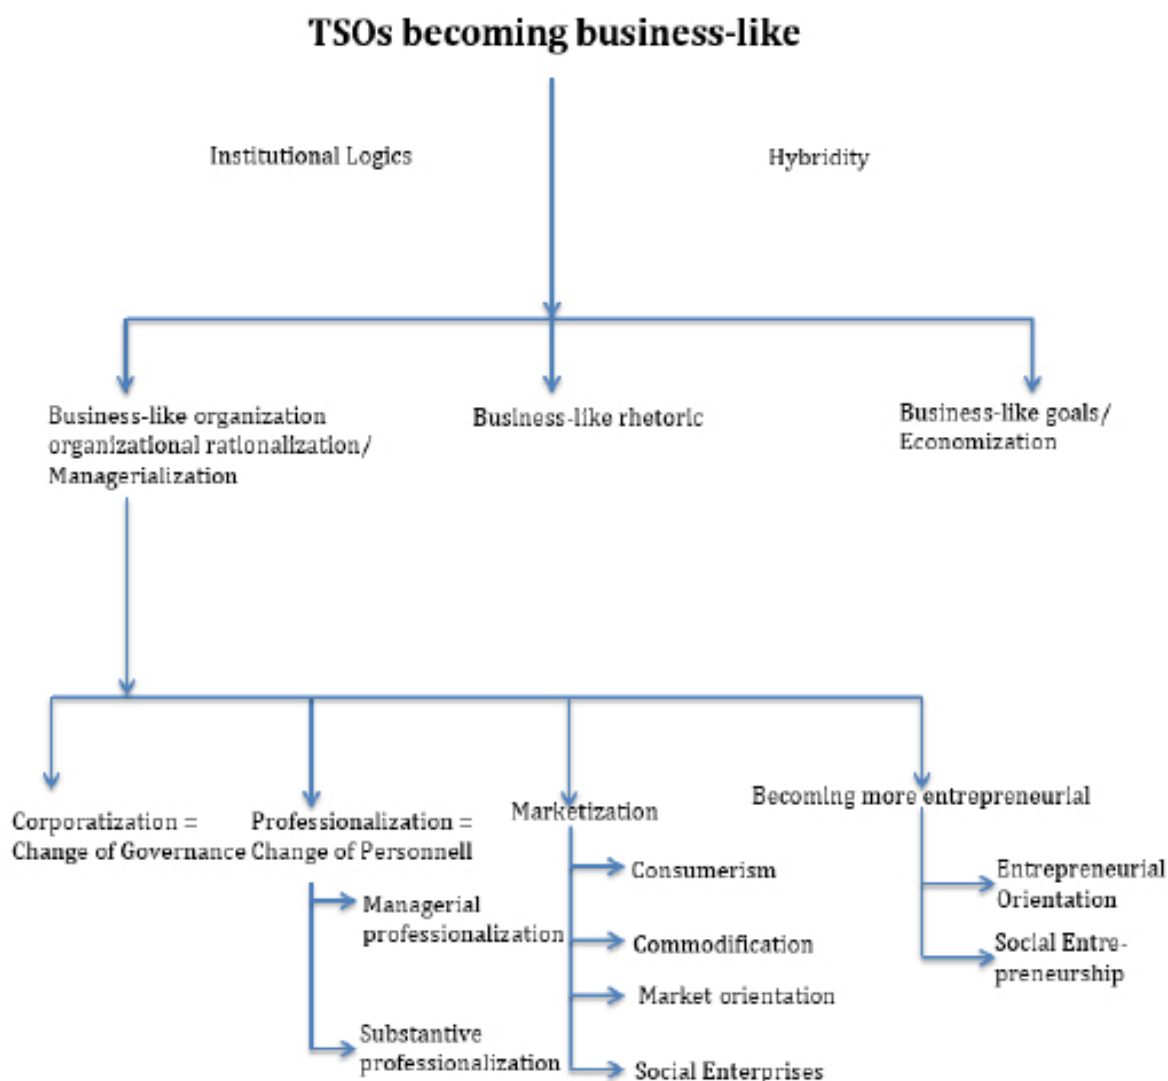 TSOs becoming business-like
Institutional Logics
Hybridity
Business-like organization
organizational rationalization/
Managerialization
Business-like rhetoric
Business-like goals/
Economization
Corporatization =
Change of Governance
Professionalization =
Change of Personnell
Managerial
professionalization
Substantive
professionalization
Marketization
Consumerism
Commodification
Market orientation
Social Enterprises
Becoming more entrepreneurial
Entrepreneurial
Orientation
Social Entre-
preneurship